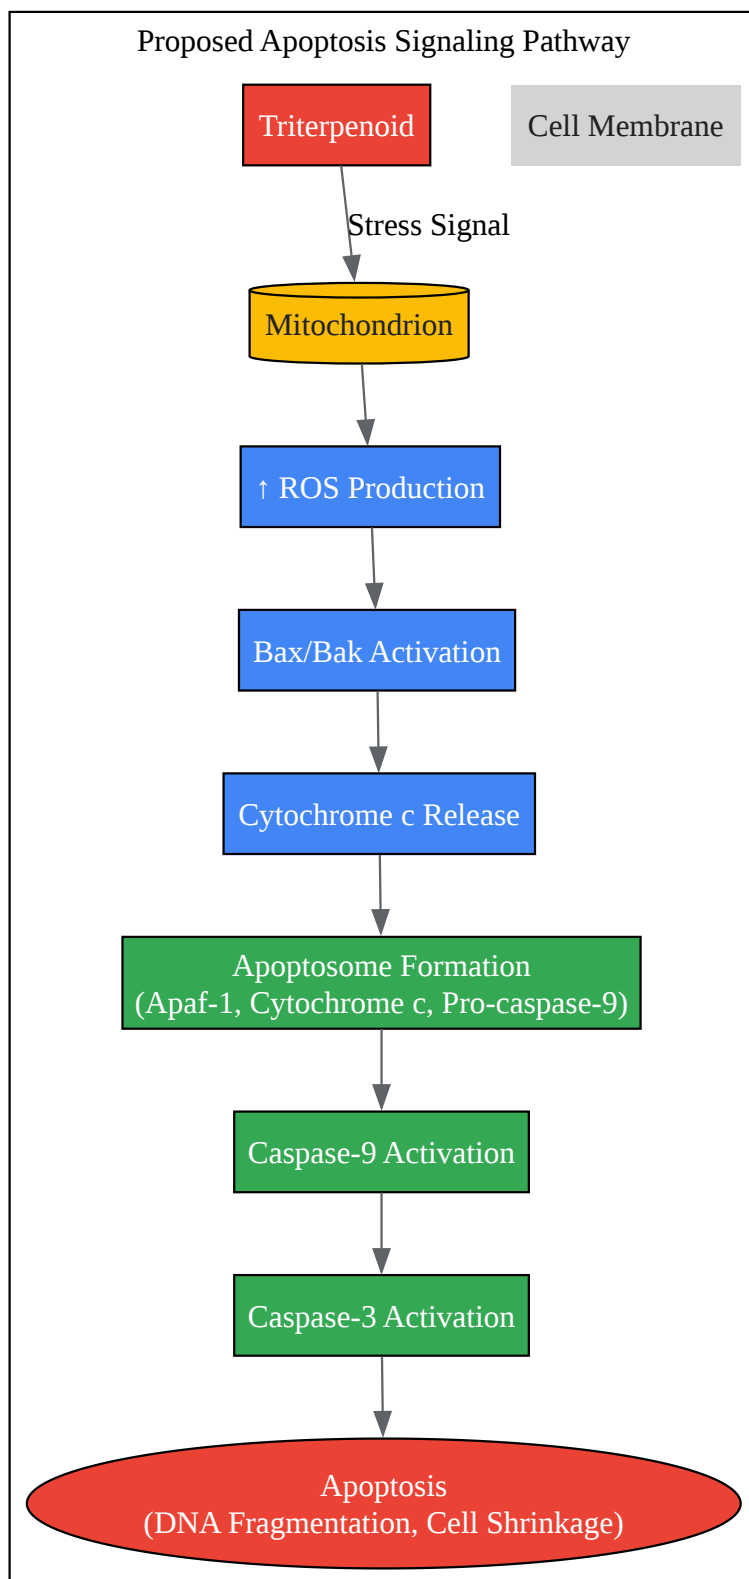 Proposed Apoptosis Signaling Pathway
Triterpenoid
Cell Membrane
Stress Signal
Mitochondrion
↑ ROS Production
Bax/Bak Activation
Cytochrome c Release
Apoptosome Formation
(Apaf-1, Cytochrome c, Pro-caspase-9)
Caspase-9 Activation
Caspase-3 Activation
Apoptosis
(DNA Fragmentation, Cell Shrinkage)